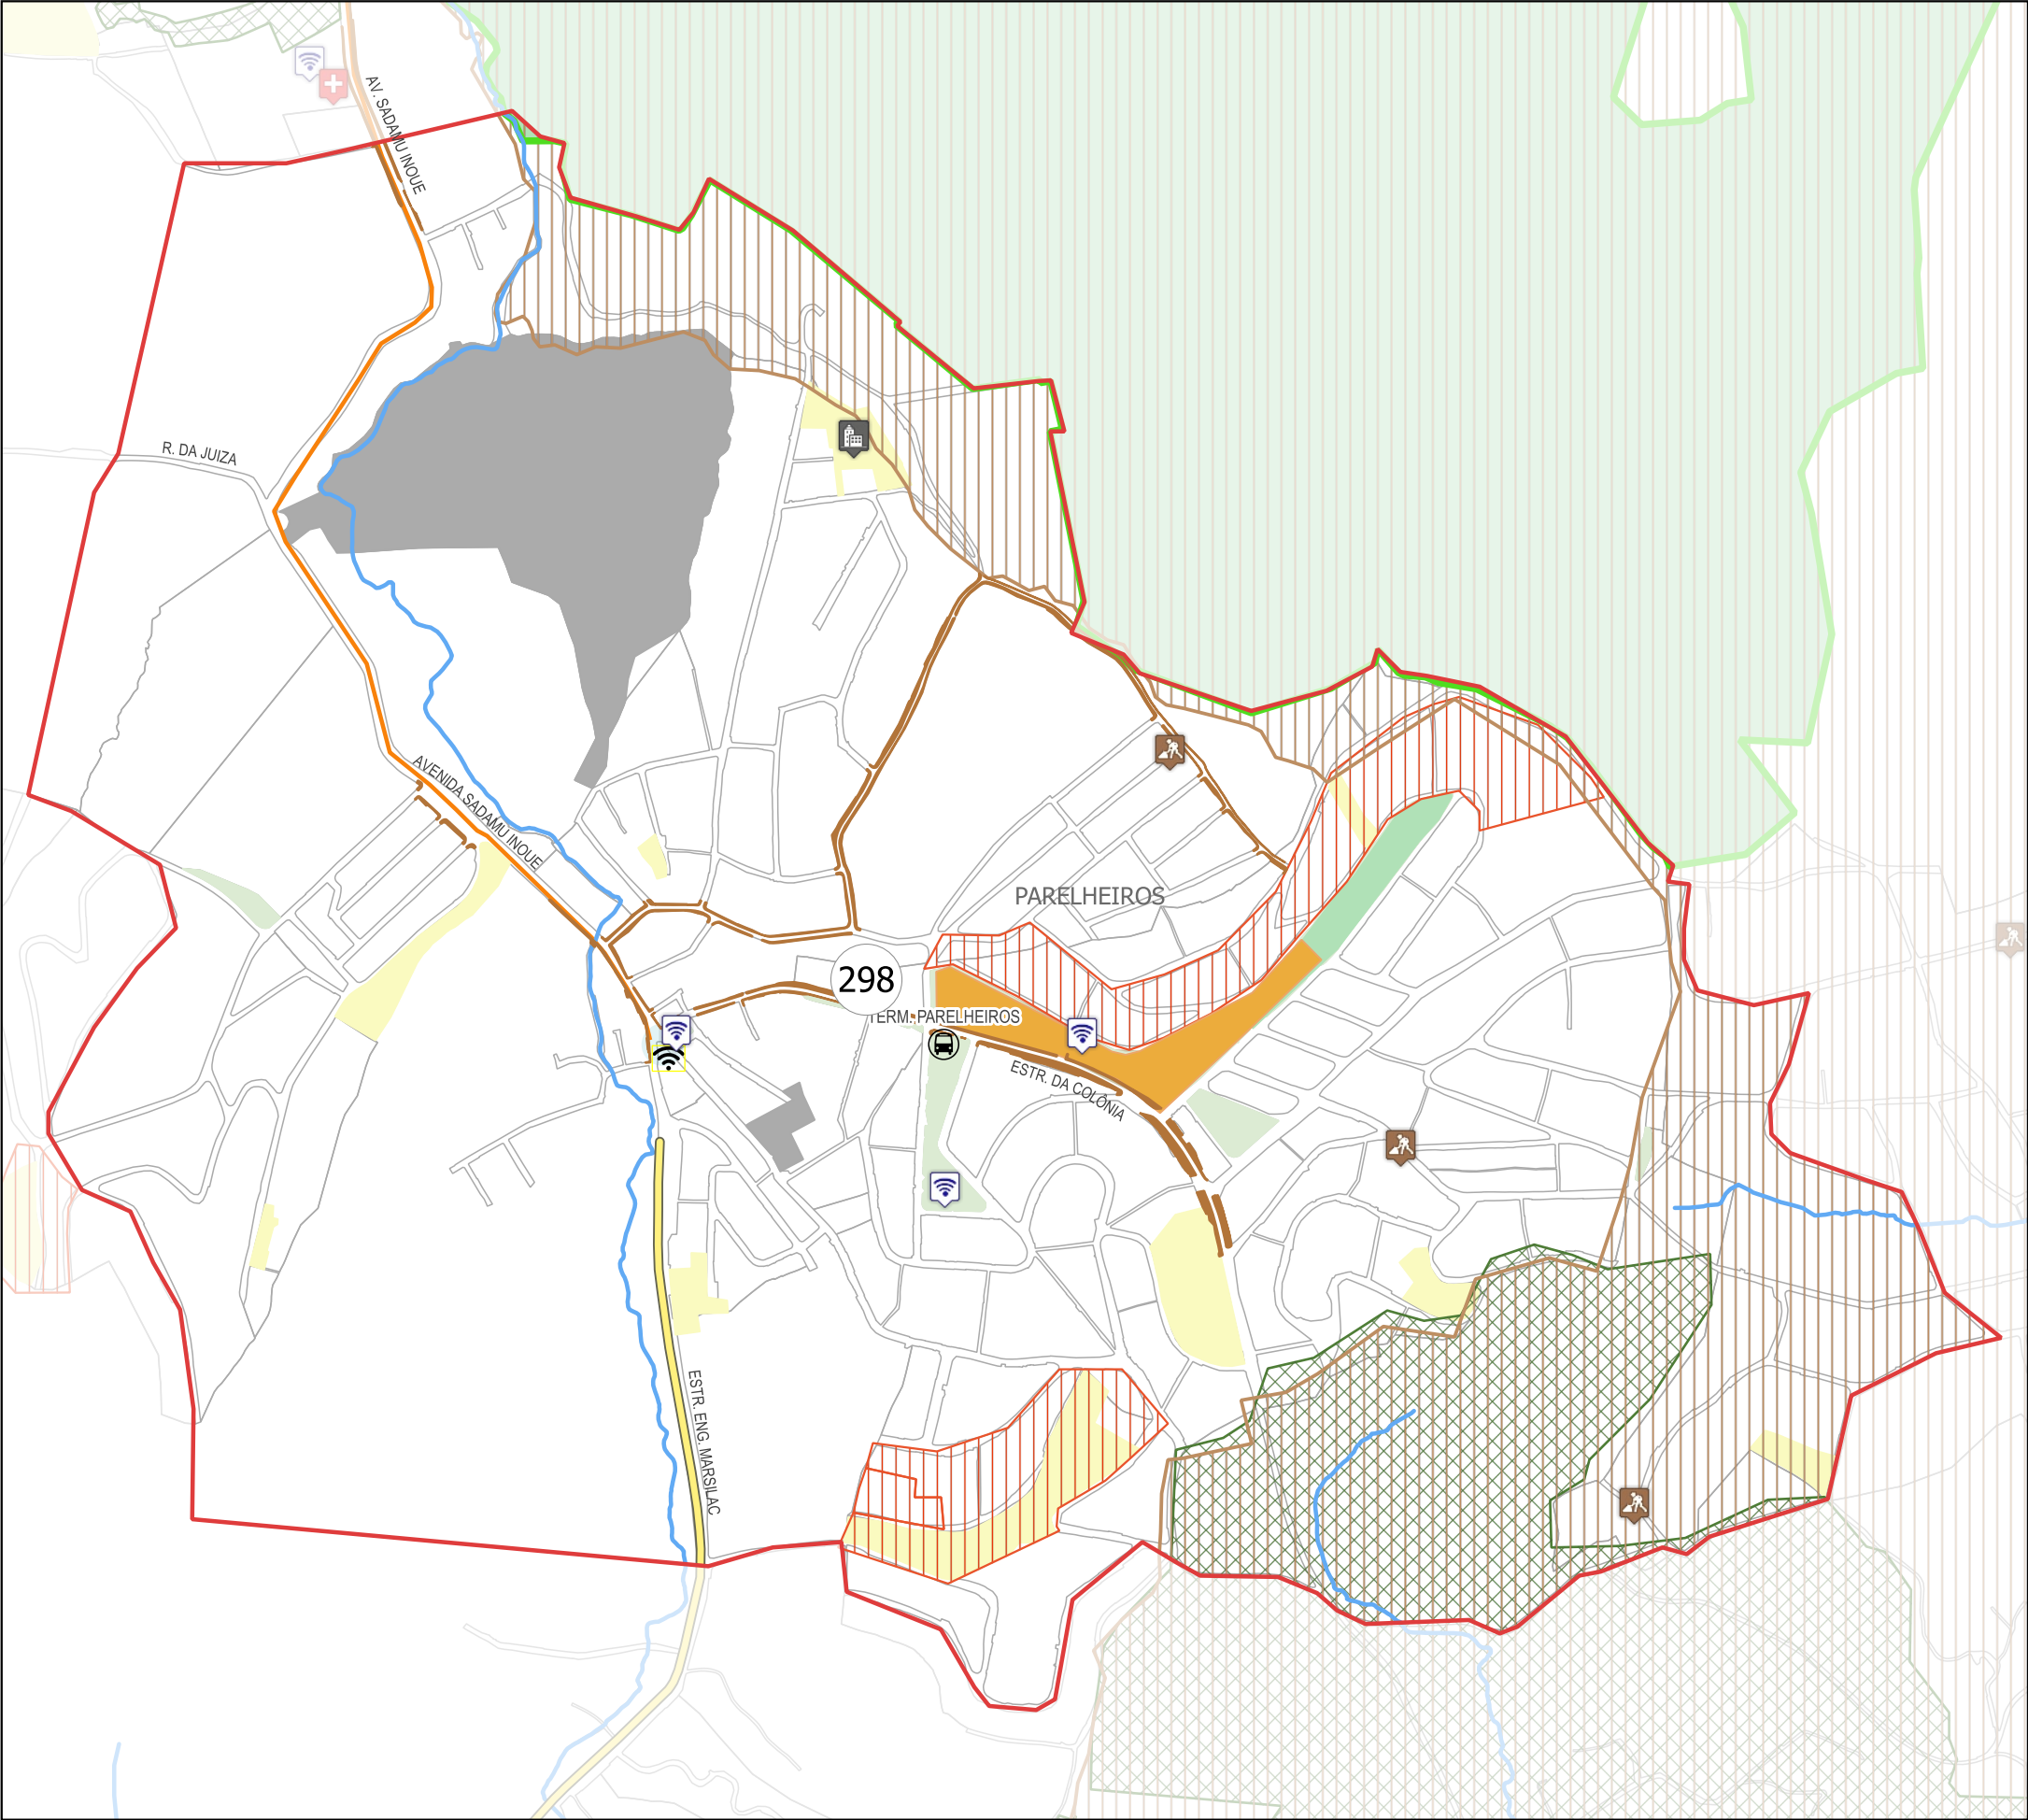 AV. SADAMU INOUE
R. DA JUIZA
AVENIDA SADAMU INOUE
PARELHEIROS
298
TERM. PARELHEIROS
ESTR. DA COLÔNIA
ESTR. ENG. MARSILAC